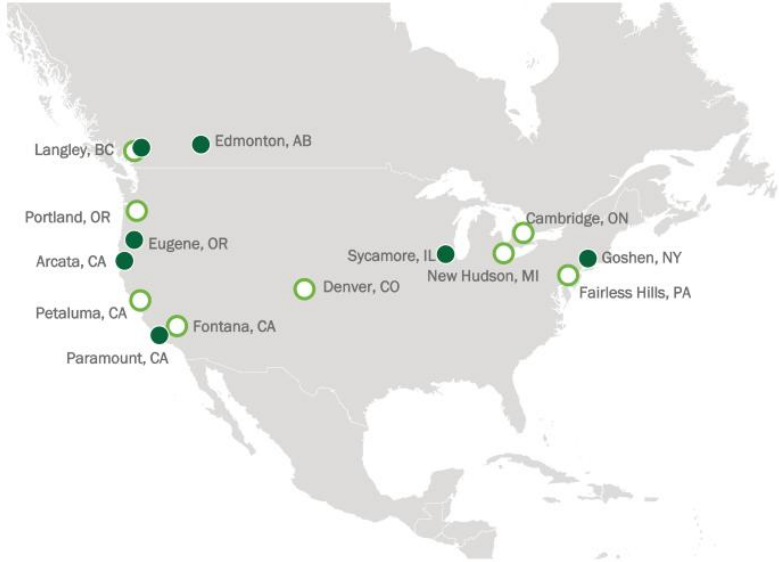 Edmonton, AB
Langley, BC
Portland, OR
Cambridge, ON
Eugene, OR
Sycamore, IL
Goshen, NY
Arcata, CA
New Hudson, MI
Denver, CO
Fairless Hills, PA
Petaluma, CA
Fontana, CA
Paramount, CA